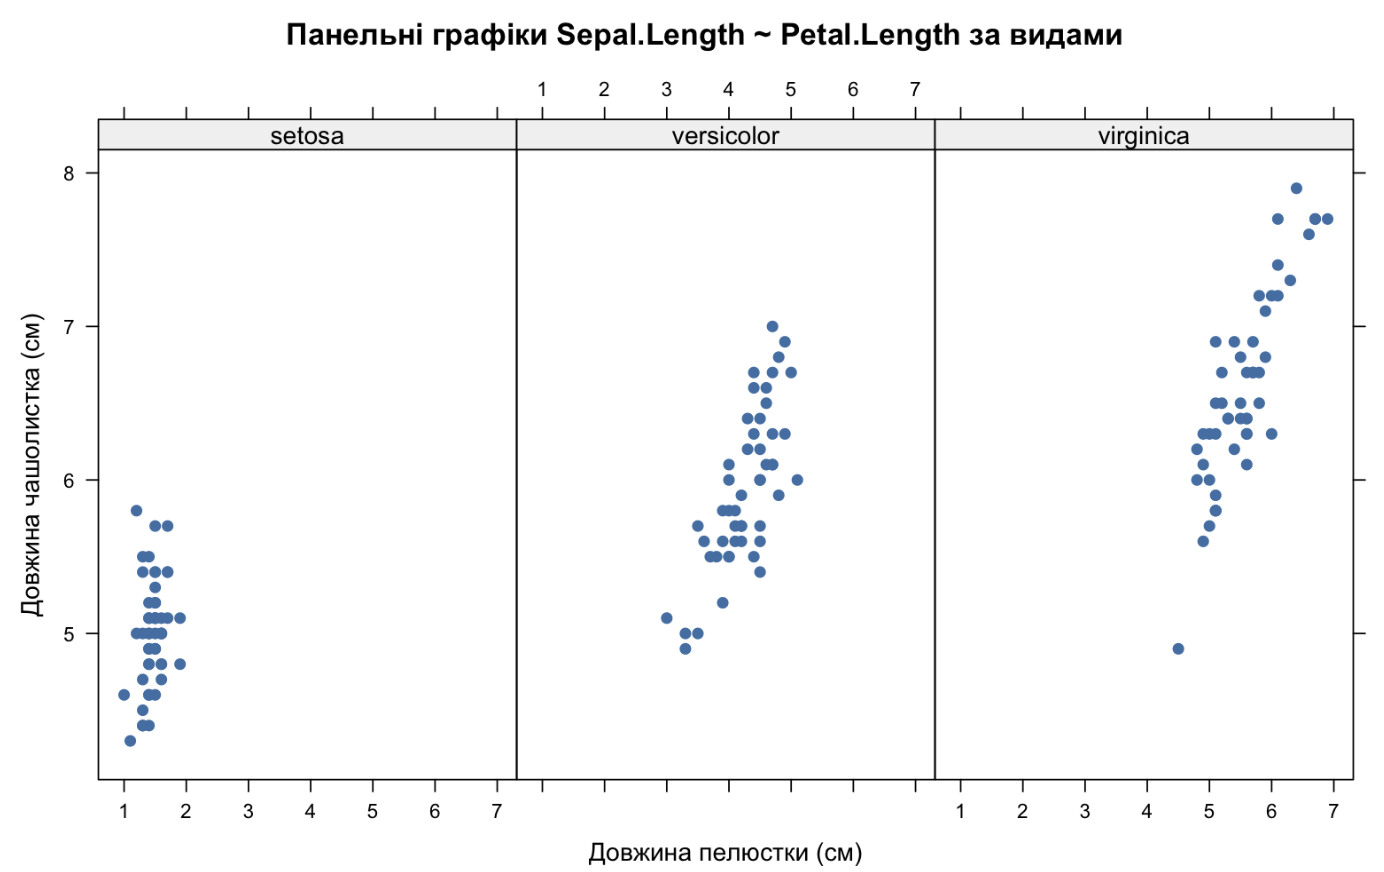 Панельні графіки Sepal.Length ~ Petal.Length за видами
1 2 3 4 5 6 7
setosa versicolor virginica
8
7
6
5
Довжина чашолистка (см)
1 2 3 4 5 6 7 1 2 3 4 5 6 7
Довжина пелюстки (см)